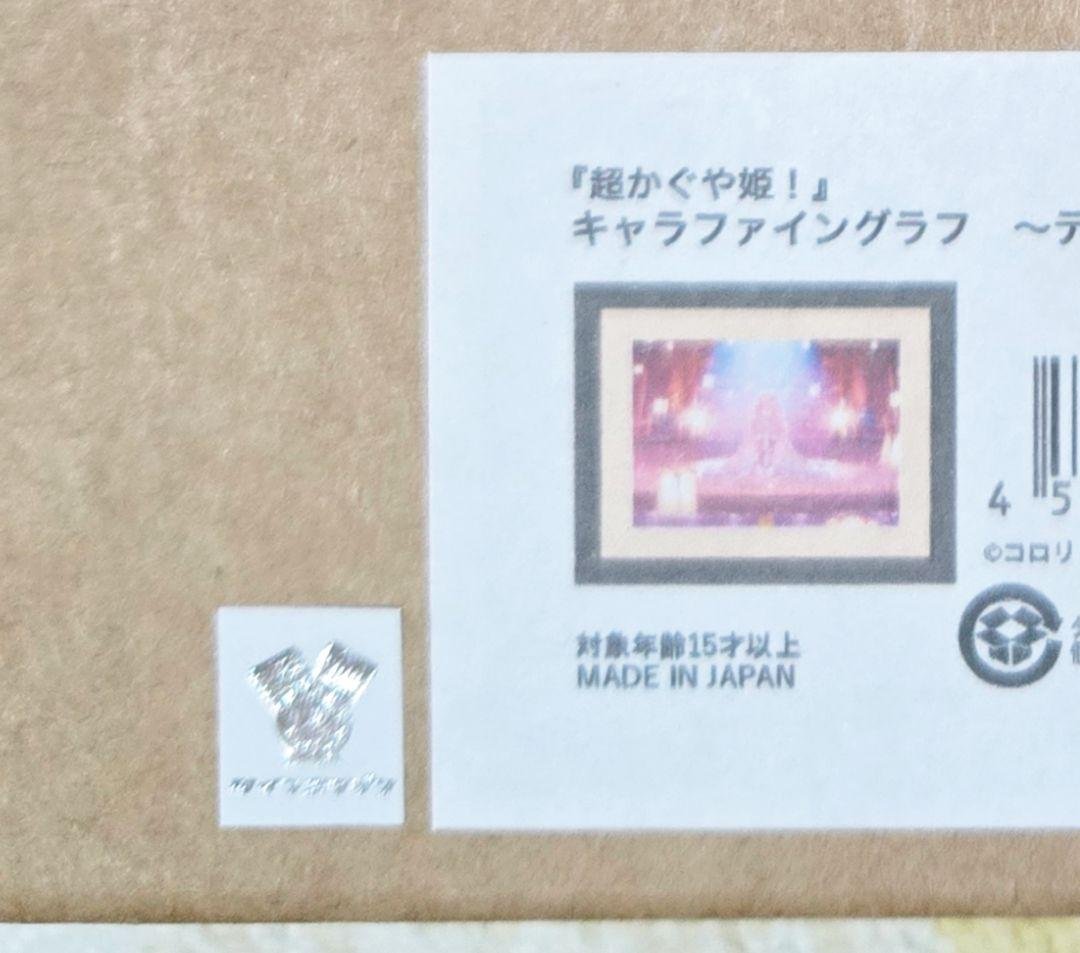 『超かぐや姫！』
キャラファイングラフ　～デ
4 5
©コロリ
対象年齢15才以上
MADE IN JAPAN